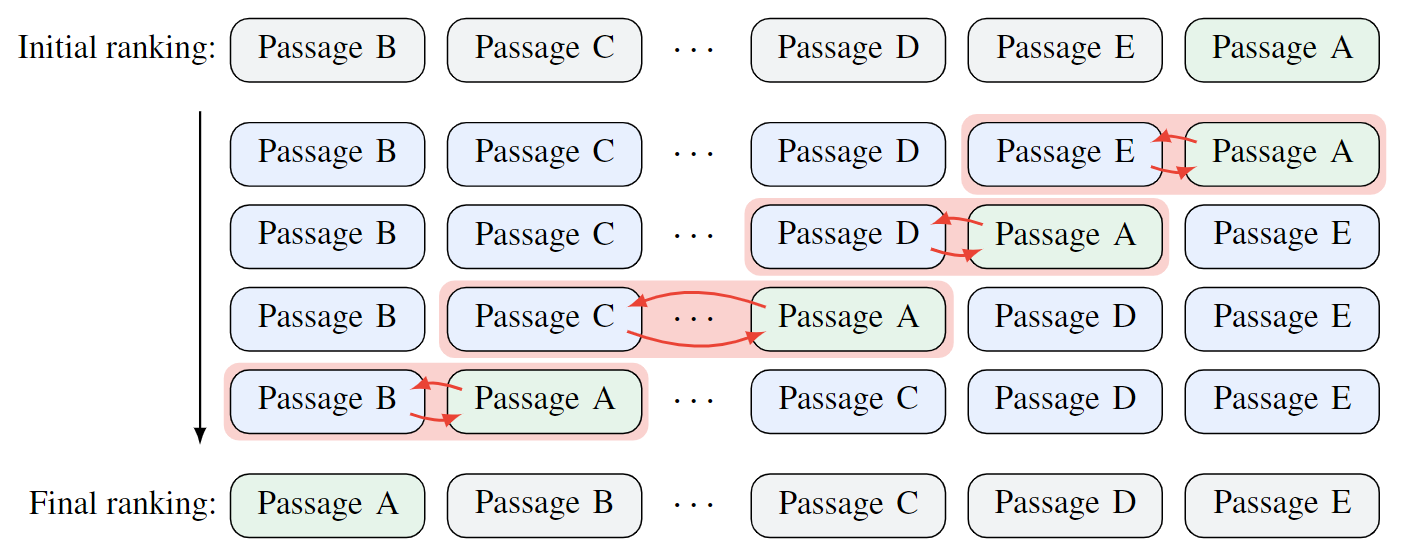 Initial ranking: Passage B Passage C ··· Passage D Passage E Passage A
Passage B Passage C ··· Passage D Passage E Passage A
Passage B Passage C ··· Passage D Passage A Passage E
Passage B Passage C ··· Passage A Passage D Passage E
Passage B Passage A ··· Passage C Passage D Passage E
Final ranking: Passage A Passage B ··· Passage C Passage D Passage E